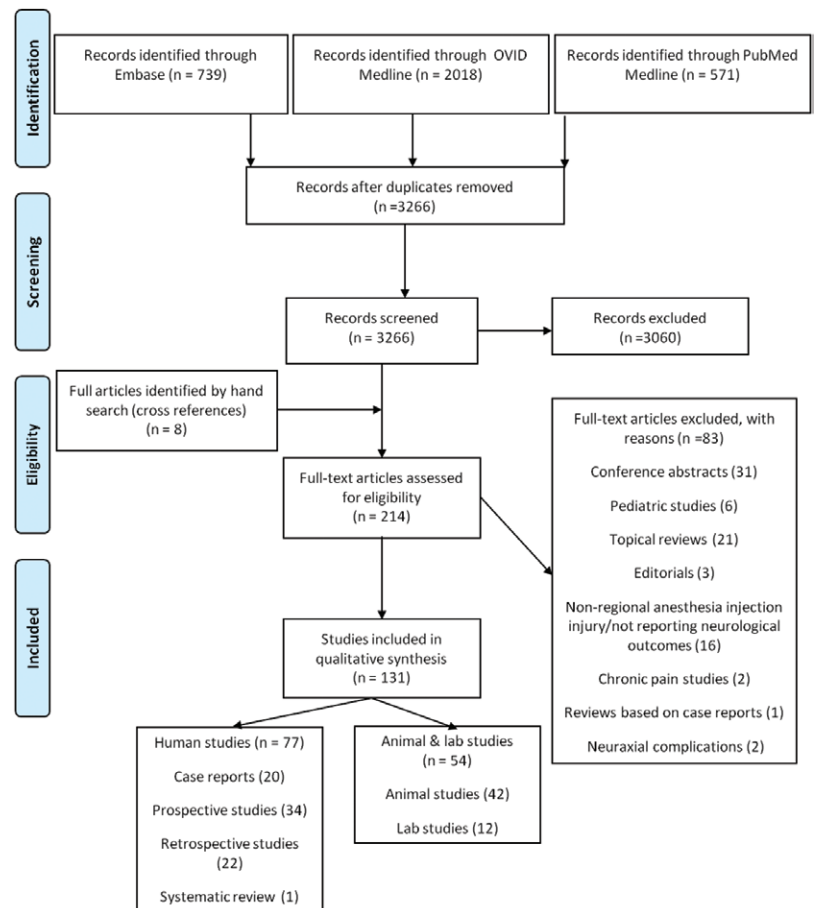 Identification
Records identified through
Embase (n = 739)
Records identified through OVID
Medline (n = 2018)
Records identified through PubMed
Medline (n = 571)
Records after duplicates removed
(n =3266)
Screening
Records screened
(n = 3266)
Records excluded
(n =3060)
Eligibility
Full articles identified by hand
search (cross references)
(n = 8)
Full-text articles assessed
for eligibility
(n = 214)
Full-text articles excluded, with
reasons (n =83)
Conference abstracts (31)
Pediatric studies (6)
Topical reviews (21)
Editorials (3)
Non-regional anesthesia injection
injury/not reporting neurological
outcomes (16)
Chronic pain studies (2)
Reviews based on case reports (1)
Neuraxial complications (2)
Included
Studies included in
qualitative synthesis
(n = 131)
Human studies (n = 77)
Case reports (20)
Prospective studies (34)
Retrospective studies
(22)
Systematic review (1)
Animal & lab studies
(n = 54)
Animal studies (42)
Lab studies (12)